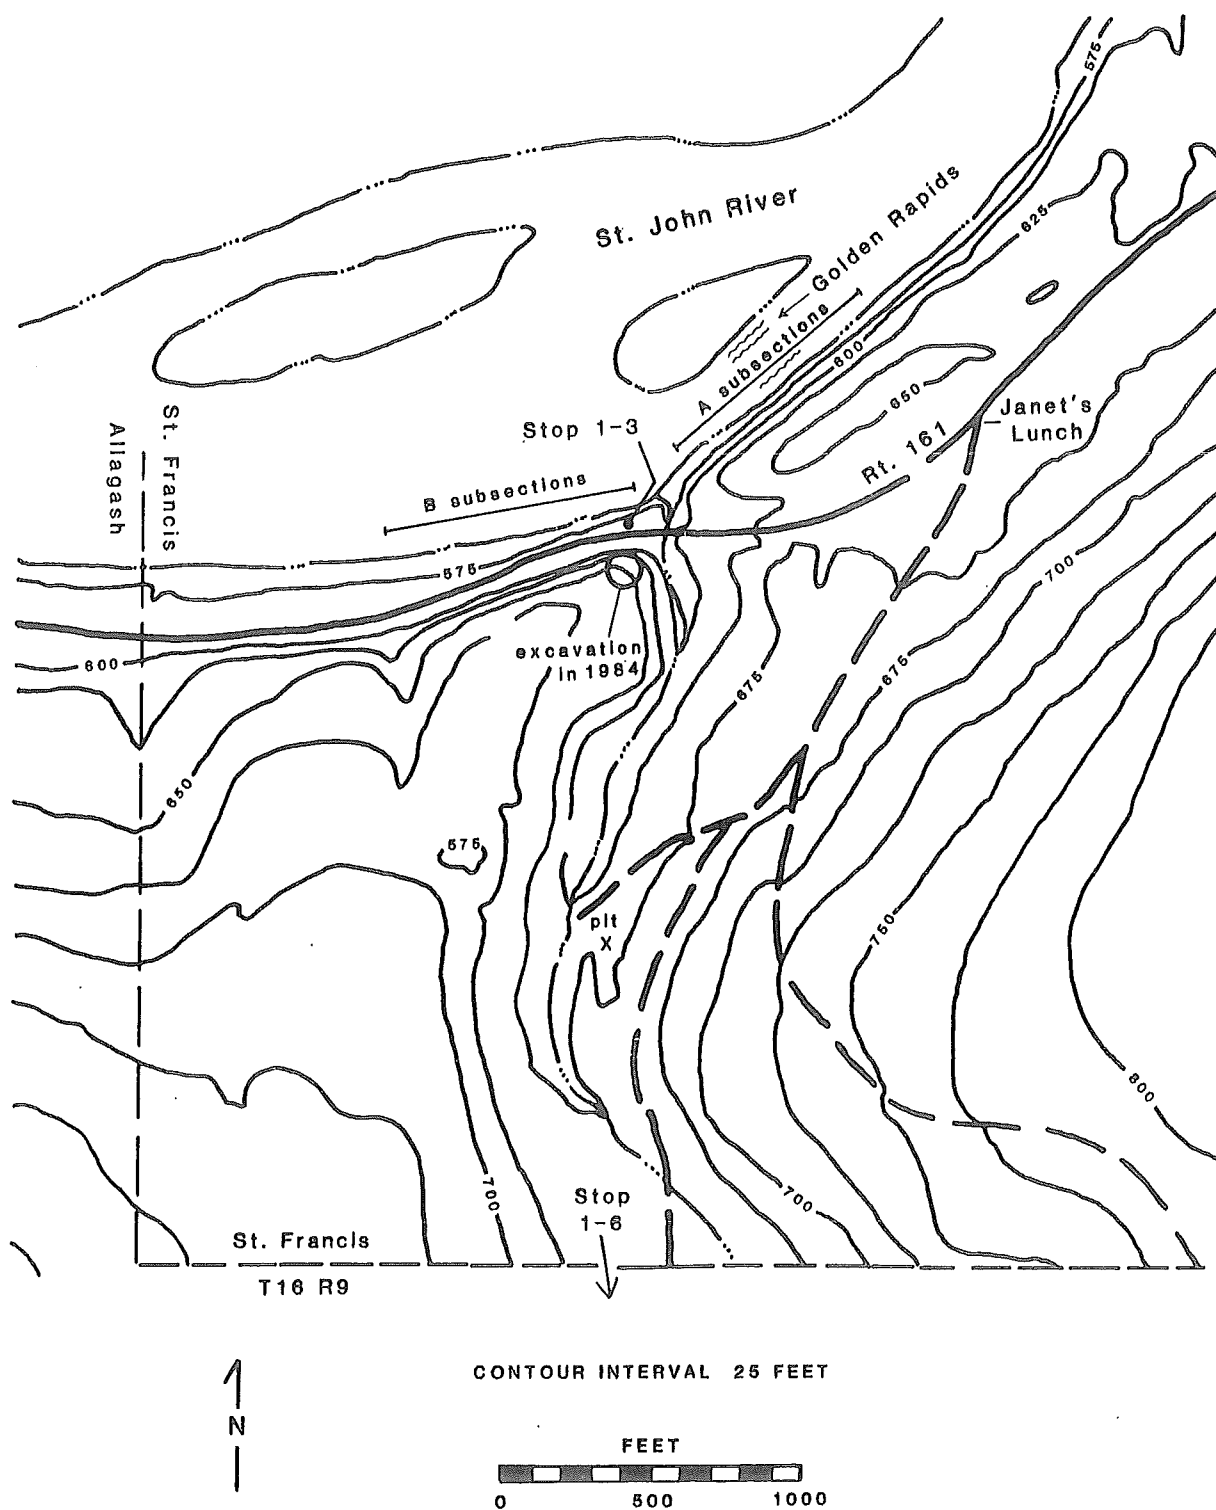 575
St. John River
Golden Rapids
625
A subsections
600
650
St. Francis
Allagash
Stop 1-3
Janet's
Lunch
Rt. 161
B subsections
575
700
600
excavation
in 1984
675
675
650
575
pit
X
750
800
700
700
Stop
1-6
St. Francis
T16 R9
CONTOUR INTERVAL 25 FEET
N
FEET
0 500 1000